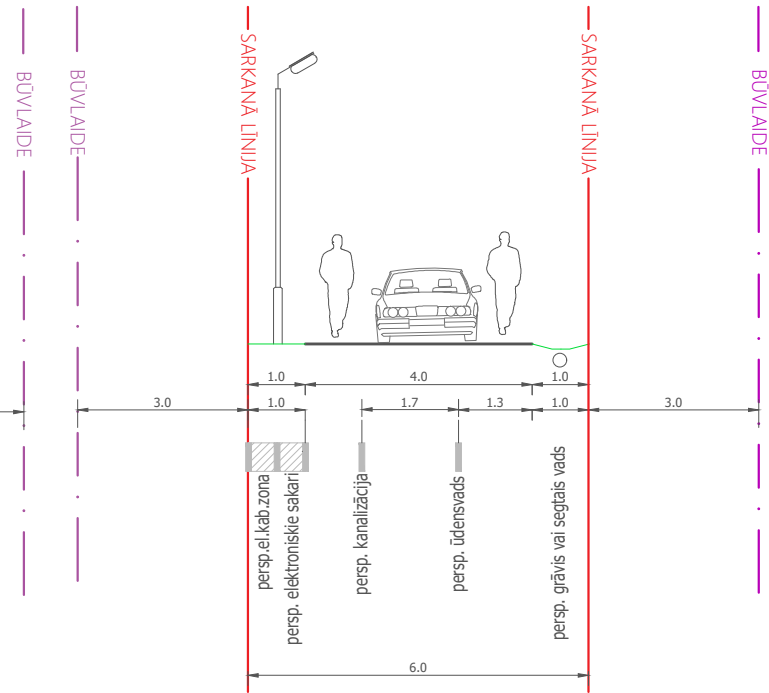 BŪVLAIDE
BŪVLAIDE
SARKANĀ LĪNIJA
SARKANĀ LĪNIJA
BŪVLAIDE
1.0
4.0
1.0
3.0
1.0
1.7
1.3
1.0
3.0
persp.el.kab.zona
persp. elektroniskie sakari
persp. kanalizācija
persp. ūdensvads
persp. grāvis vai segtais vads
6.0